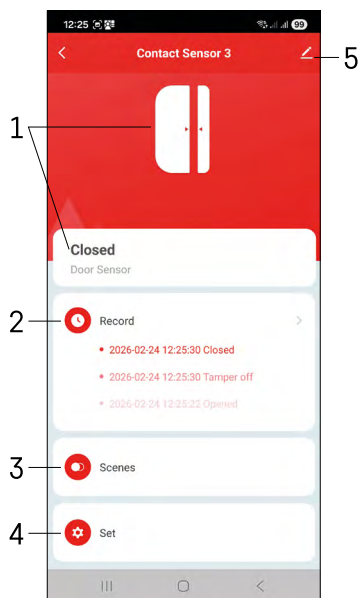 12:25 99
Contact Sensor 3
5
1
Closed
Door Sensor
2 Record
2026-02-24 12:25:30 Closed
2026-02-24 12:25:30 Tamper off
2026-02-24 12:25:22 Opened
3 Scenes
4 Set